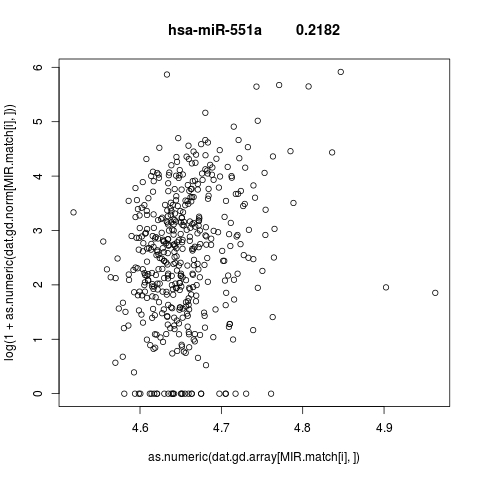 hsa-miR-551a 0.2182
log(1 + as.numeric(dat.gd.norm[MIR.match[i], ]))
6
5
4
3
2
1
0
4.6 4.7 4.8 4.9
as.numeric(dat.gd.array[MIR.match[i], ])